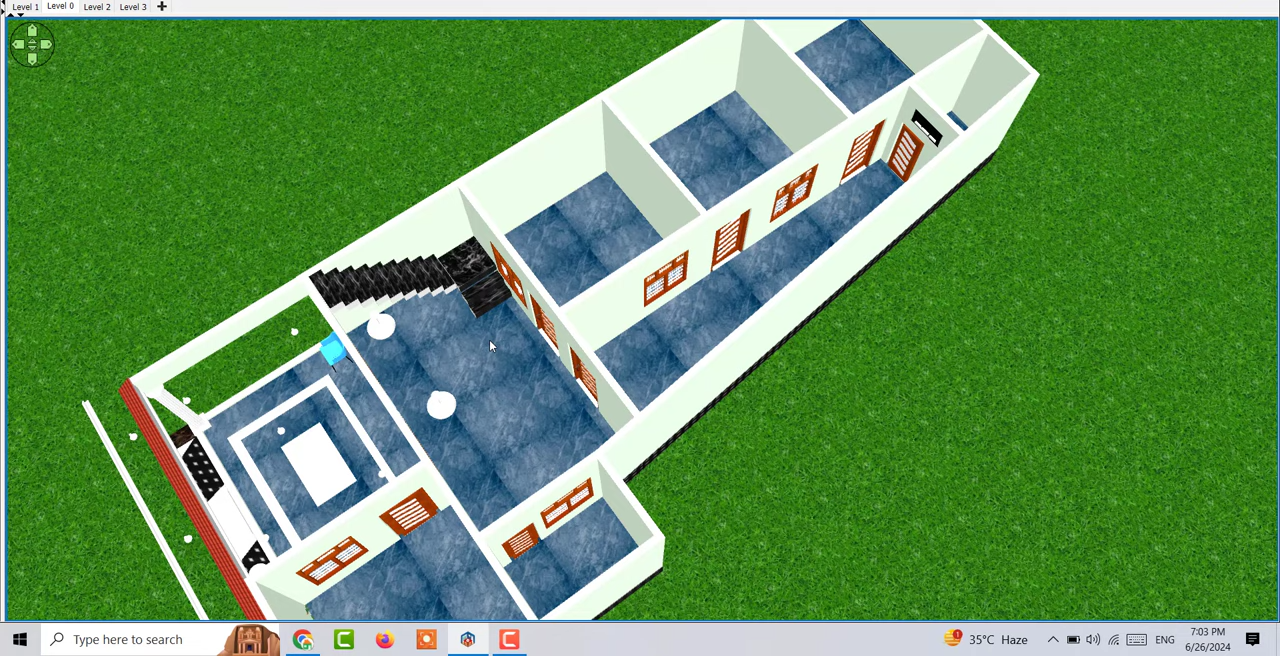 Level 1 Level 0 Level 2 Level 3
Type here to search
35°C Haze
ENG
7:03 PM
6/26/2024
1